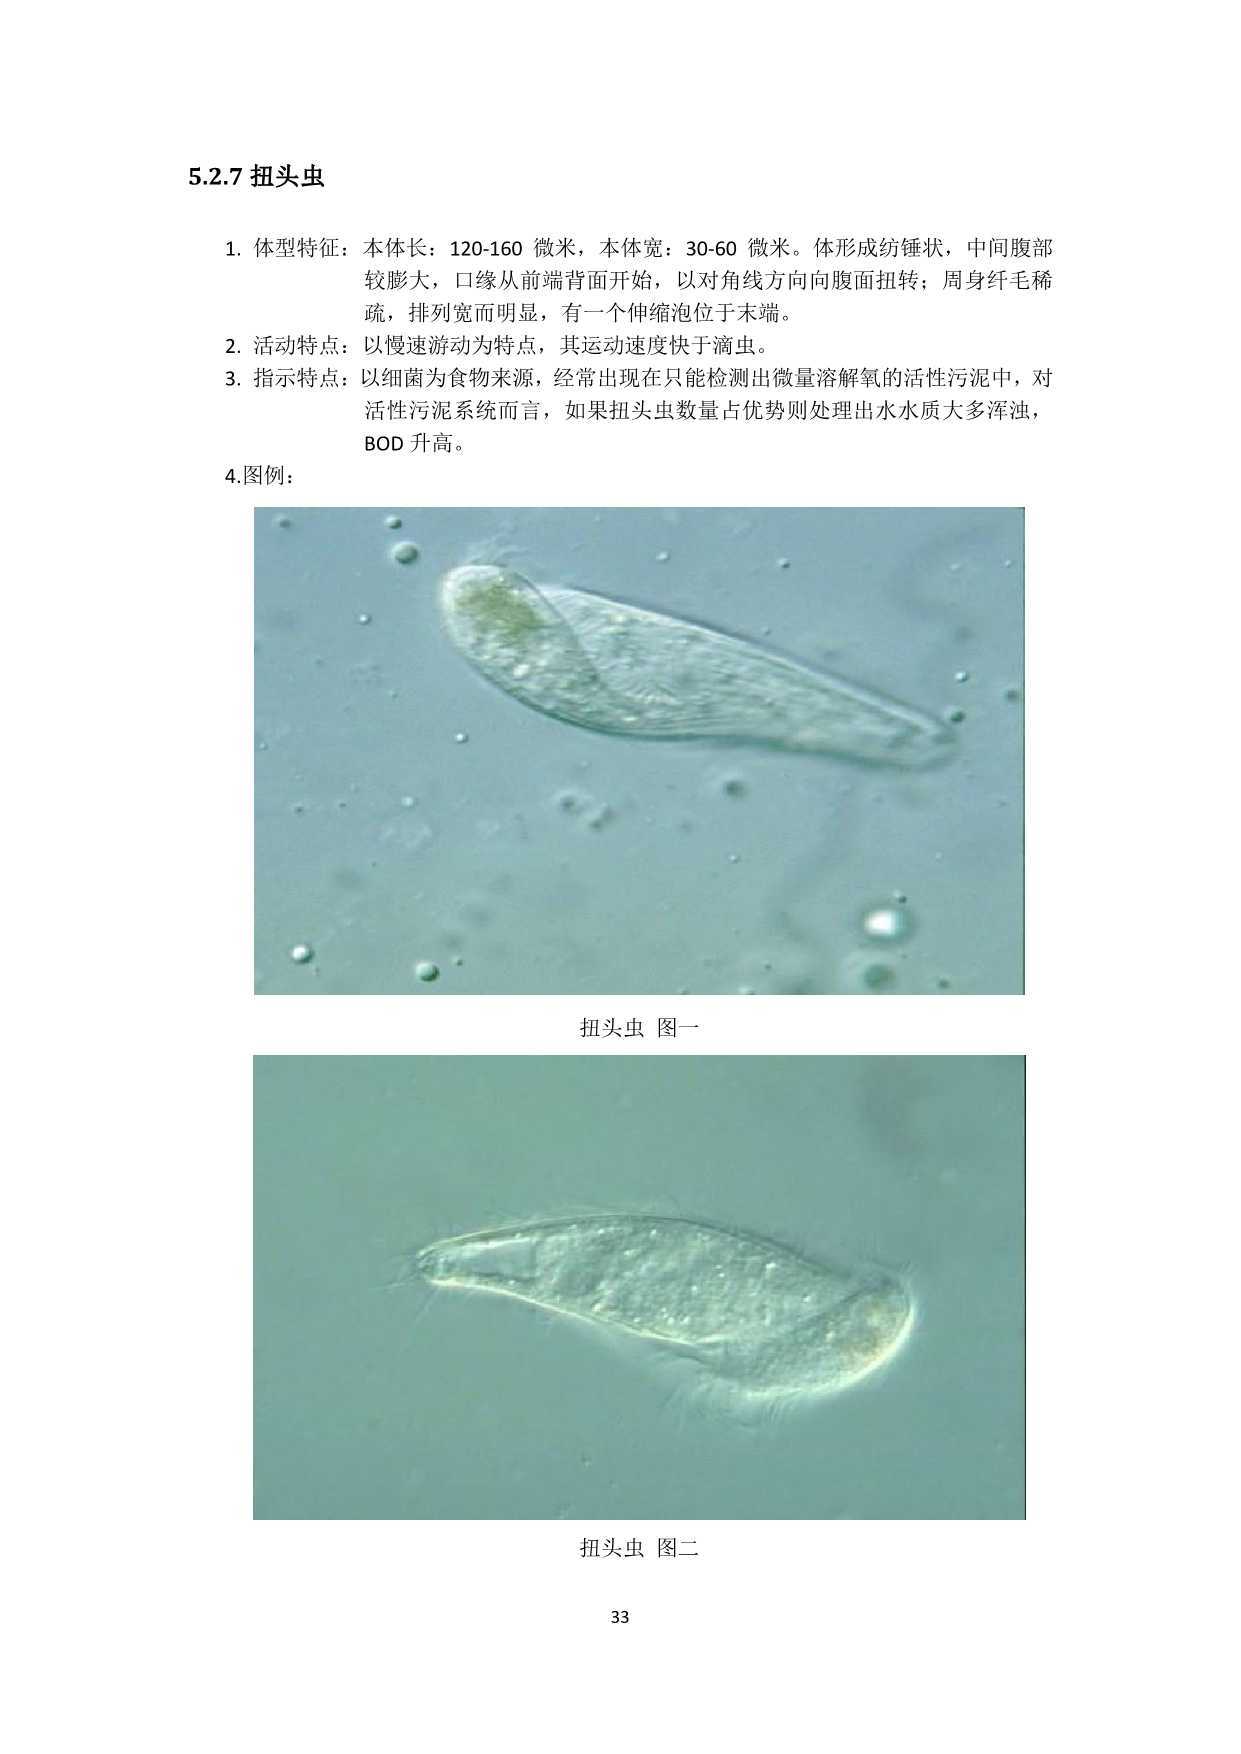 5.2.7 扭头虫
1. 体型特征：本体长：120-160 微米，本体宽：30-60 微米。体形成纺锤状，中间腹部
较膨大，口缘从前端背面开始，以对角线方向向腹面扭转；周身纤毛稀
疏，排列宽而明显，有一个伸缩泡位于末端。
2. 活动特点：以慢速游动为特点，其运动速度快于滴虫。
3. 指示特点：以细菌为食物来源，经常出现在只能检测出微量溶解氧的活性污泥中，对
活性污泥系统而言，如果扭头虫数量占优势则处理出水水质大多浑浊，
BOD 升高。
4.图例：
扭头虫 图一
扭头虫 图二
33